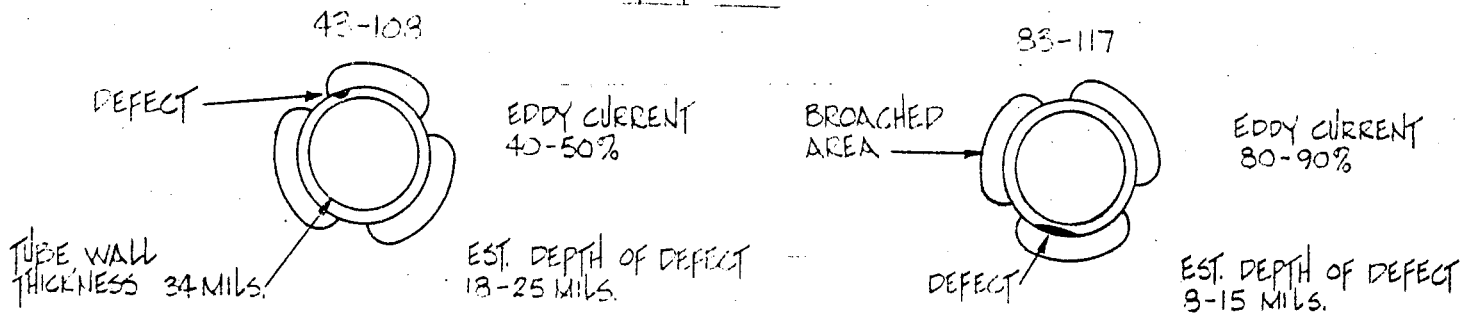 43-108
DEFECT
EDDY CURRENT
40-50%
TUBE WALL
THICKNESS 34 MILS.
EST. DEPTH OF DEFECT
18-25 MILS.
83-117
BROACHED
AREA
EDDY CURRENT
80-90%
DEFECT
EST. DEPTH OF DEFECT
8-15 MILS.